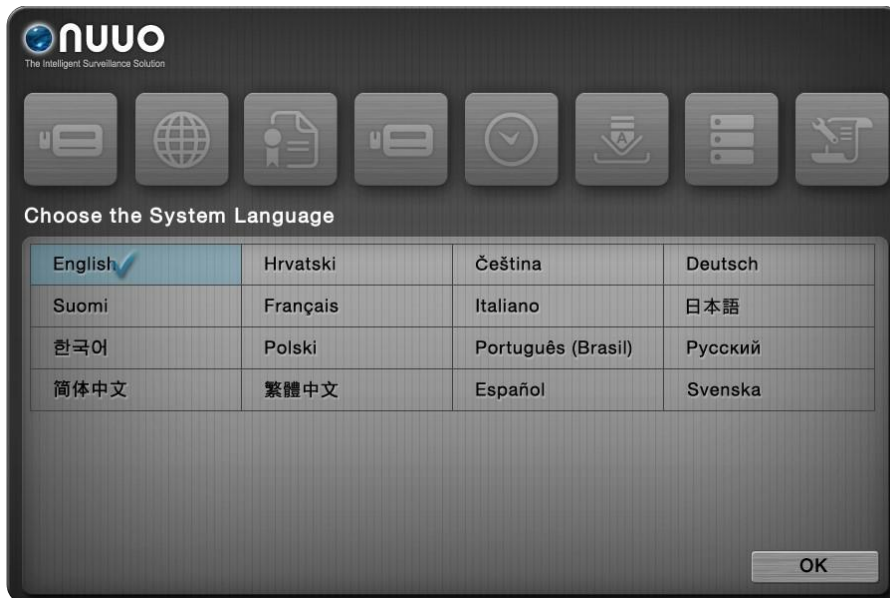 nuuo
The Intelligent Surveillance Solution
A
Choose the System Language
English Hrvatski Čeština Deutsch
Suomi Français Italiano 日本語
한국어 Polski Português (Brasil) Русский
简体中文 繁體中文 Español Svenska
OK